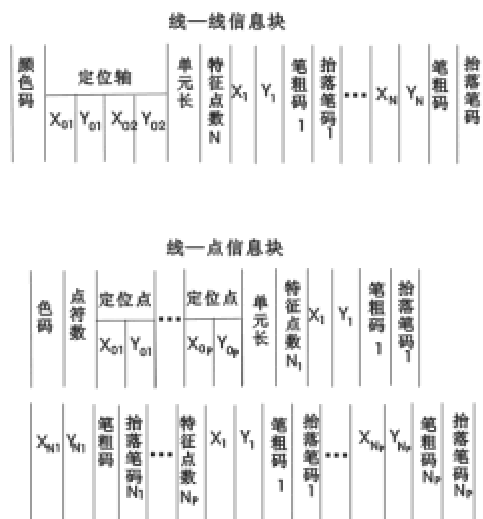 线—线信息块
颜色码 定位轴 X01 Y01 X02 Y02 单元长 特征点数N X1 Y1 笔粗码1 抬落笔码1 … XN YN 笔粗码 抬落笔码
线—点信息块
色码 点符数 定位点 X01 Y01 … 定位点 X0P Y0P 单元长 特征点数N1 X1 Y1 笔粗码1 抬落笔码1
XN1 YN1 笔粗码 抬落笔码N1 … 特征点数NP X1 Y1 笔粗码1 抬落笔码1 … XNP YNP 笔粗码NP 抬落笔码NP